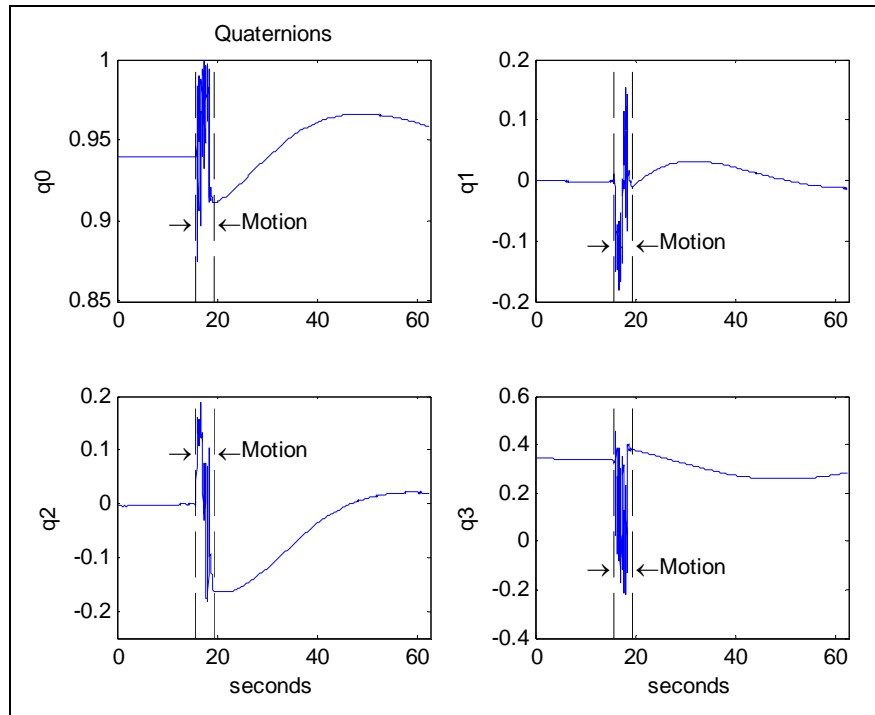 Quaternions
1
0.95
0.9
0.85
q0
→ ←Motion
0 20 40 60
0.2
0.1
0
-0.1
-0.2
q1
→ ←Motion
0 20 40 60
0.2
0.1
0
-0.1
-0.2
q2
→ ←Motion
0 20 40 60
seconds
0.6
0.4
0.2
0
-0.2
-0.4
q3
→ ←Motion
0 20 40 60
seconds